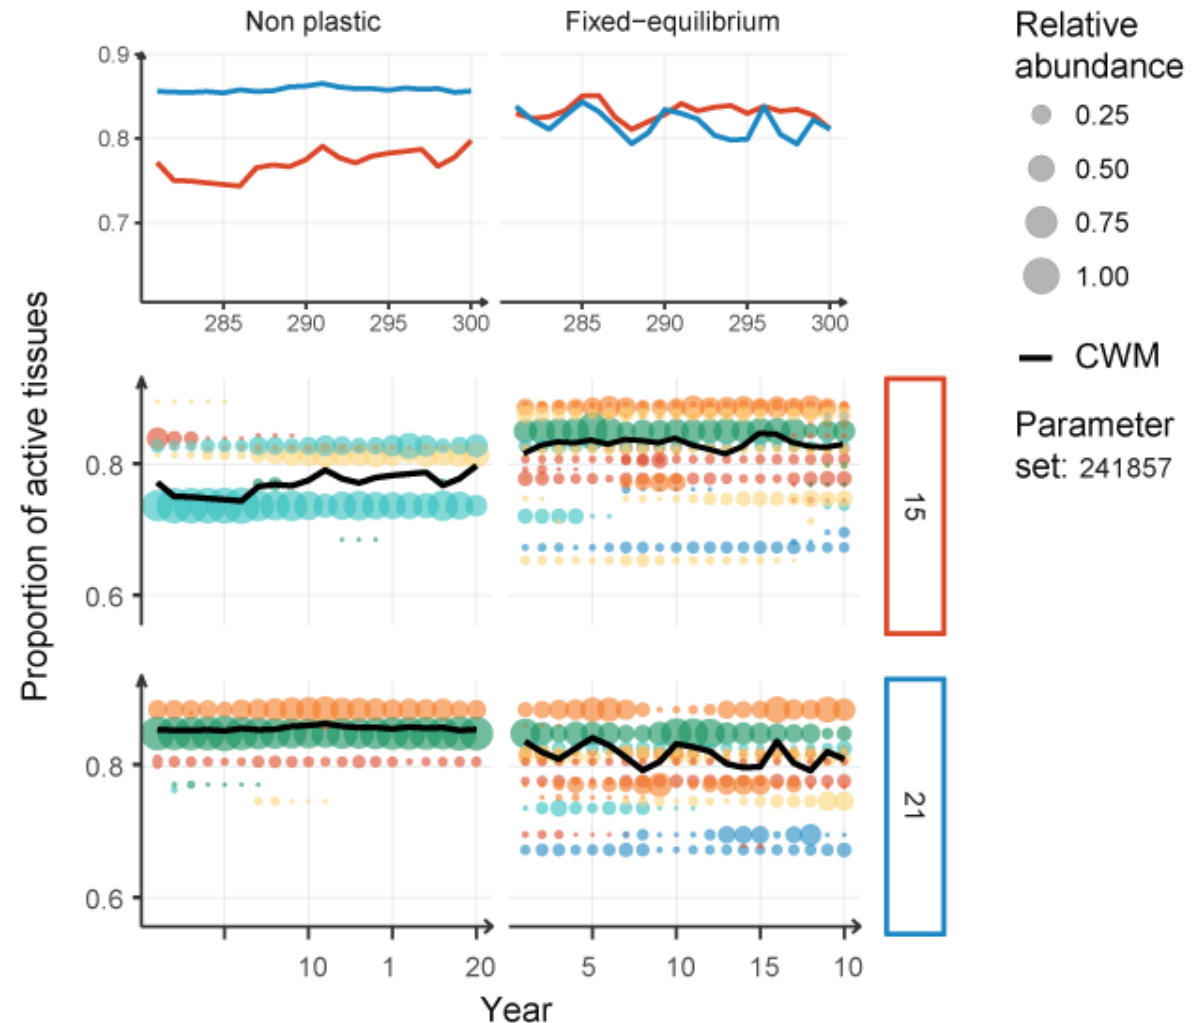 Non plastic
Fixed−equilibrium
0.9
0.8
0.7
285 290 295 300
285 290 295 300
Relative
abundance
0.25
0.50
0.75
1.00
CWM
Parameter
set: 241857
Proportion of active tissues
0.8
0.6
15
0.8
0.6
21
10 1 20
5 10 15 10
Year